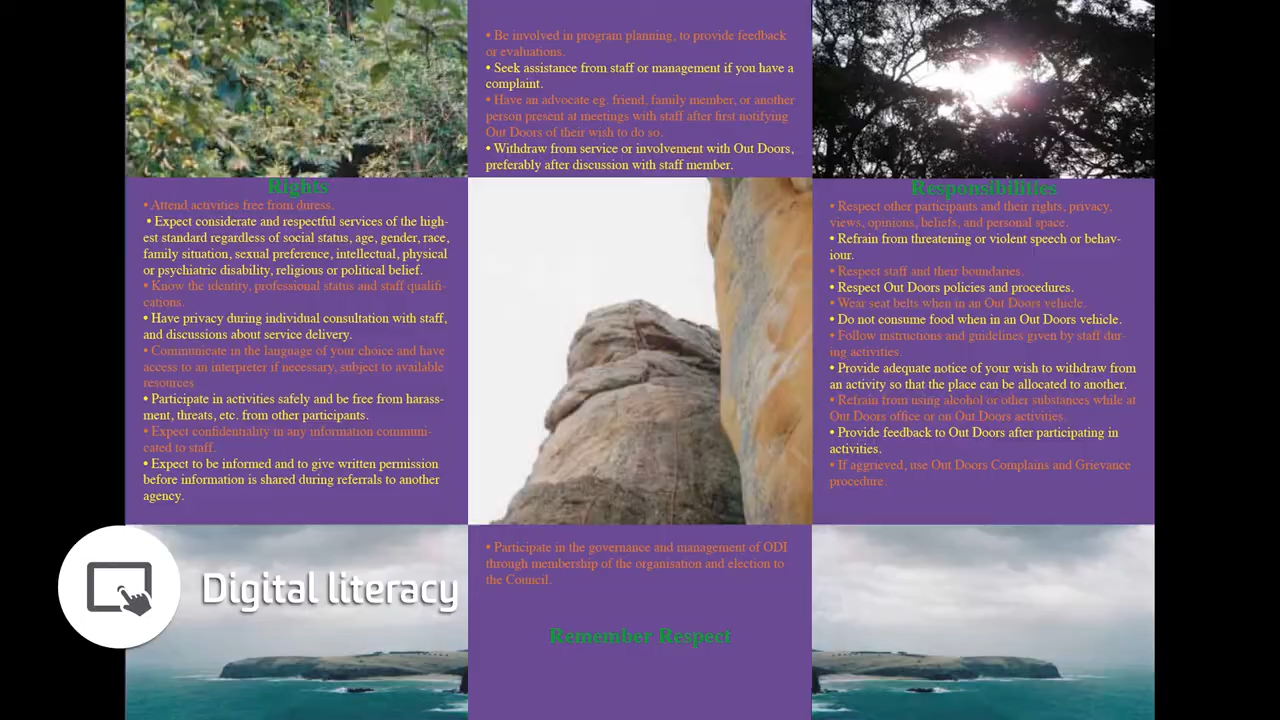 • Be involved in program planning, to provide feedback
or evaluations.
• Seek assistance from staff or management if you have a
complaint.
• Have an advocate eg. friend, family member, or another
person present at meetings with staff after first notifying
Out Doors of their wish to do so.
• Withdraw from service or involvement with Out Doors,
preferably after discussion with staff member.
Rights
• Attend activities free from duress.
• Expect considerate and respectful services of the high-
est standard regardless of social status, age, gender, race,
family situation, sexual preference, intellectual, physical
or psychiatric disability, religious or political belief.
• Know the identity, professional status and staff qualifi-
cations.
• Have privacy during individual consultation with staff,
and discussions about service delivery.
• Communicate in the language of your choice and have
access to an interpreter if necessary, subject to available
resources
• Participate in activities safely and be free from harass-
ment, threats, etc. from other participants.
• Expect confidentiality in any information communi-
cated to staff.
• Expect to be informed and to give written permission
before information is shared during referrals to another
agency.
Responsibilities
• Respect other participants and their rights, privacy,
views, opinions, beliefs, and personal space.
• Refrain from threatening or violent speech or behav-
iour.
• Respect staff and their boundaries.
• Respect Out Doors policies and procedures.
• Wear seat belts when in an Out Doors vehicle.
• Do not consume food when in an Out Doors vehicle.
• Follow instructions and guidelines given by staff dur-
ing activities.
• Provide adequate notice of your wish to withdraw from
an activity so that the place can be allocated to another.
• Refrain from using alcohol or other substances while at
Out Doors office or on Out Doors activities.
• Provide feedback to Out Doors after participating in
activities.
• If aggrieved, use Out Doors Complains and Grievance
procedure.
• Participate in the governance and management of ODI
through membership of the organisation and election to
the Council.
Remember Respect
Digital literacy